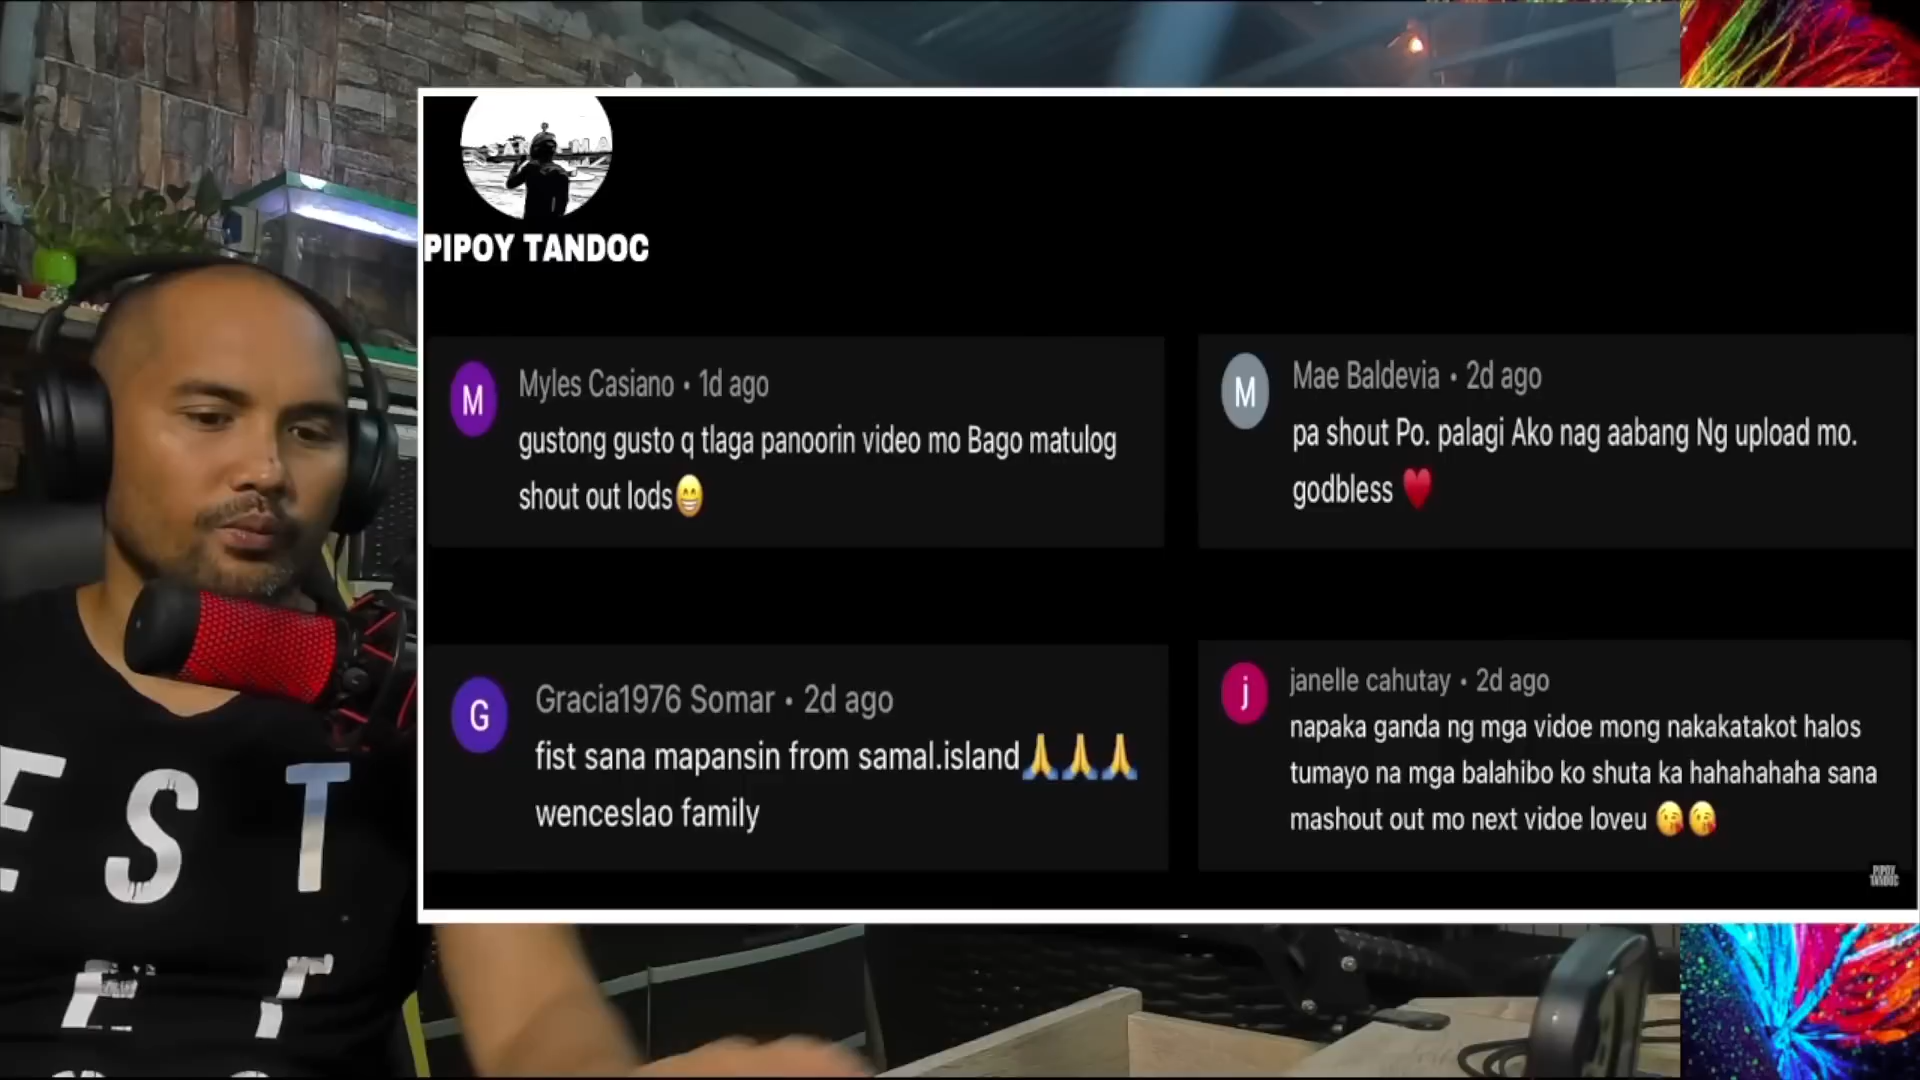 PIPOY TANDOC
M
Myles Casiano • 1d ago
gustong gusto q tlaga panoorin video mo Bago matulog
shout out lods😁
M
Mae Baldevia • 2d ago
pa shout Po. palagi Ako nag aabang Ng upload mo.
godbless ♥️
G
Gracia1976 Somar • 2d ago
fist sana mapansin from samal.island🙏🙏🙏
wenceslao family
j
janelle cahutay • 2d ago
napaka ganda ng mga vidoe mong nakakatakot halos
tumayo na mga balahibo ko shuta ka hahahahaha sana
mashout out mo next vidoe loveu 😘😘
PIPOY
TANDOC
EST